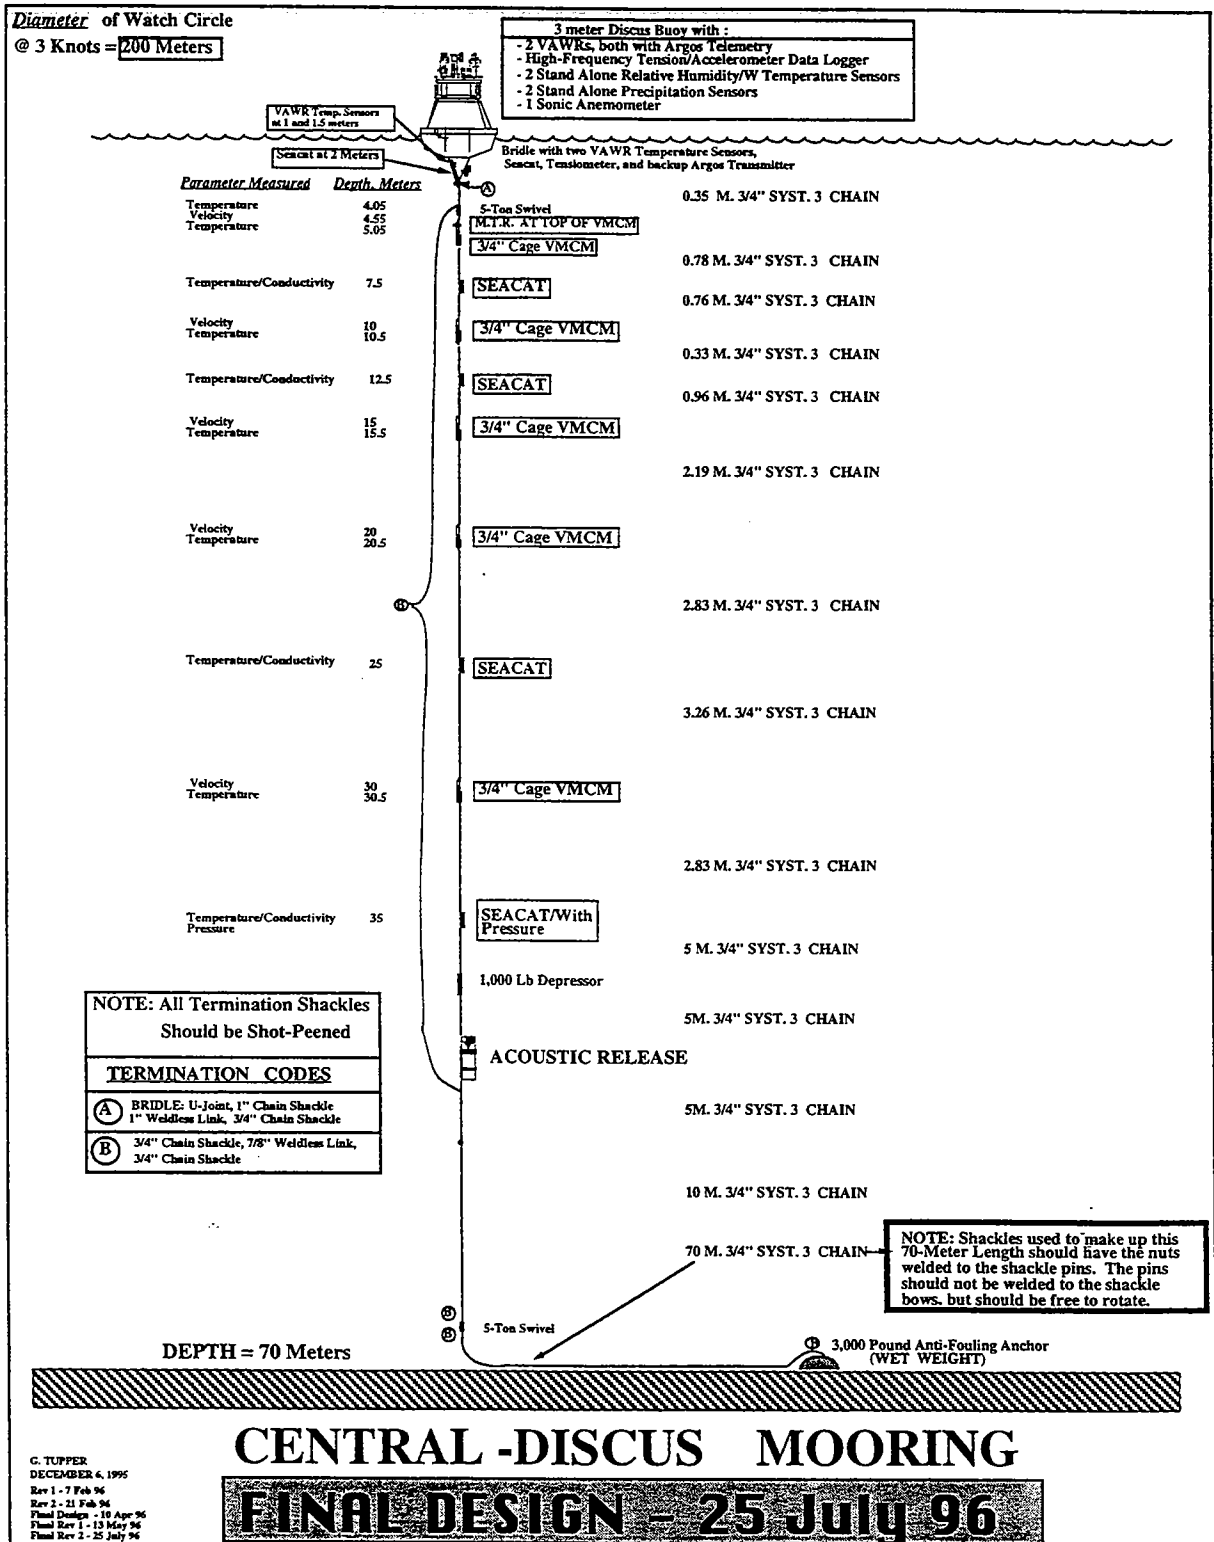 Diameter of Watch Circle
@ 3 Knots = 200 Meters
3 meter Discus Buoy with :
- 2 VAWRs, both with Argos Telemetry
- High-Frequency Tension/Accelerometer Data Logger
- 2 Stand Alone Relative Humidity/W Temperature Sensors
- 2 Stand Alone Precipitation Sensors
- 1 Sonic Anemometer
VAWR Temp. Sensors
at 1 and 1.5 meters
Seacat at 2 Meters
Bridle with two VAWR Temperature Sensors,
Seacat, Tensiometer, and backup Argos Transmitter
Parameter Measured Depth, Meters
A
0.35 M. 3/4" SYST. 3 CHAIN
Temperature 4.05
Velocity 4.55
Temperature 5.05
5-Ton Swivel
M.T.R. AT TOP OF VMCM
3/4" Cage VMCM
0.78 M. 3/4" SYST. 3 CHAIN
Temperature/Conductivity 7.5
SEACAT
0.76 M. 3/4" SYST. 3 CHAIN
Velocity 10
Temperature 10.5
3/4" Cage VMCM
0.33 M. 3/4" SYST. 3 CHAIN
Temperature/Conductivity 12.5
SEACAT
0.96 M. 3/4" SYST. 3 CHAIN
Velocity 15
Temperature 15.5
3/4" Cage VMCM
2.19 M. 3/4" SYST. 3 CHAIN
Velocity 20
Temperature 20.5
3/4" Cage VMCM
B
2.83 M. 3/4" SYST. 3 CHAIN
Temperature/Conductivity 25
SEACAT
3.26 M. 3/4" SYST. 3 CHAIN
Velocity 30
Temperature 30.5
3/4" Cage VMCM
2.83 M. 3/4" SYST. 3 CHAIN
Temperature/Conductivity 35
Pressure
SEACAT/With
Pressure
5 M. 3/4" SYST. 3 CHAIN
1,000 Lb Depressor
5M. 3/4" SYST. 3 CHAIN
NOTE: All Termination Shackles
Should be Shot-Peened
TERMINATION CODES
A BRIDLE: U-Joint, 1" Chain Shackle
1" Weldless Link, 3/4" Chain Shackle
B 3/4" Chain Shackle, 7/8" Weldless Link,
3/4" Chain Shackle
ACOUSTIC RELEASE
5M. 3/4" SYST. 3 CHAIN
10 M. 3/4" SYST. 3 CHAIN
70 M. 3/4" SYST. 3 CHAIN
NOTE: Shackles used to make up this
70-Meter Length should have the nuts
welded to the shackle pins. The pins
should not be welded to the shackle
bows, but should be free to rotate.
B
B
5-Ton Swivel
DEPTH = 70 Meters
B 3,000 Pound Anti-Fouling Anchor
(WET WEIGHT)
CENTRAL -DISCUS MOORING
FINAL DESIGN - 25 July 96
G. TUPPER
DECEMBER 6, 1995
Rev 1 - 7 Feb 96
Rev 2 - 21 Feb 96
Final Design - 10 Apr 96
Final Rev 1 - 13 May 96
Final Rev 2 - 25 July 96